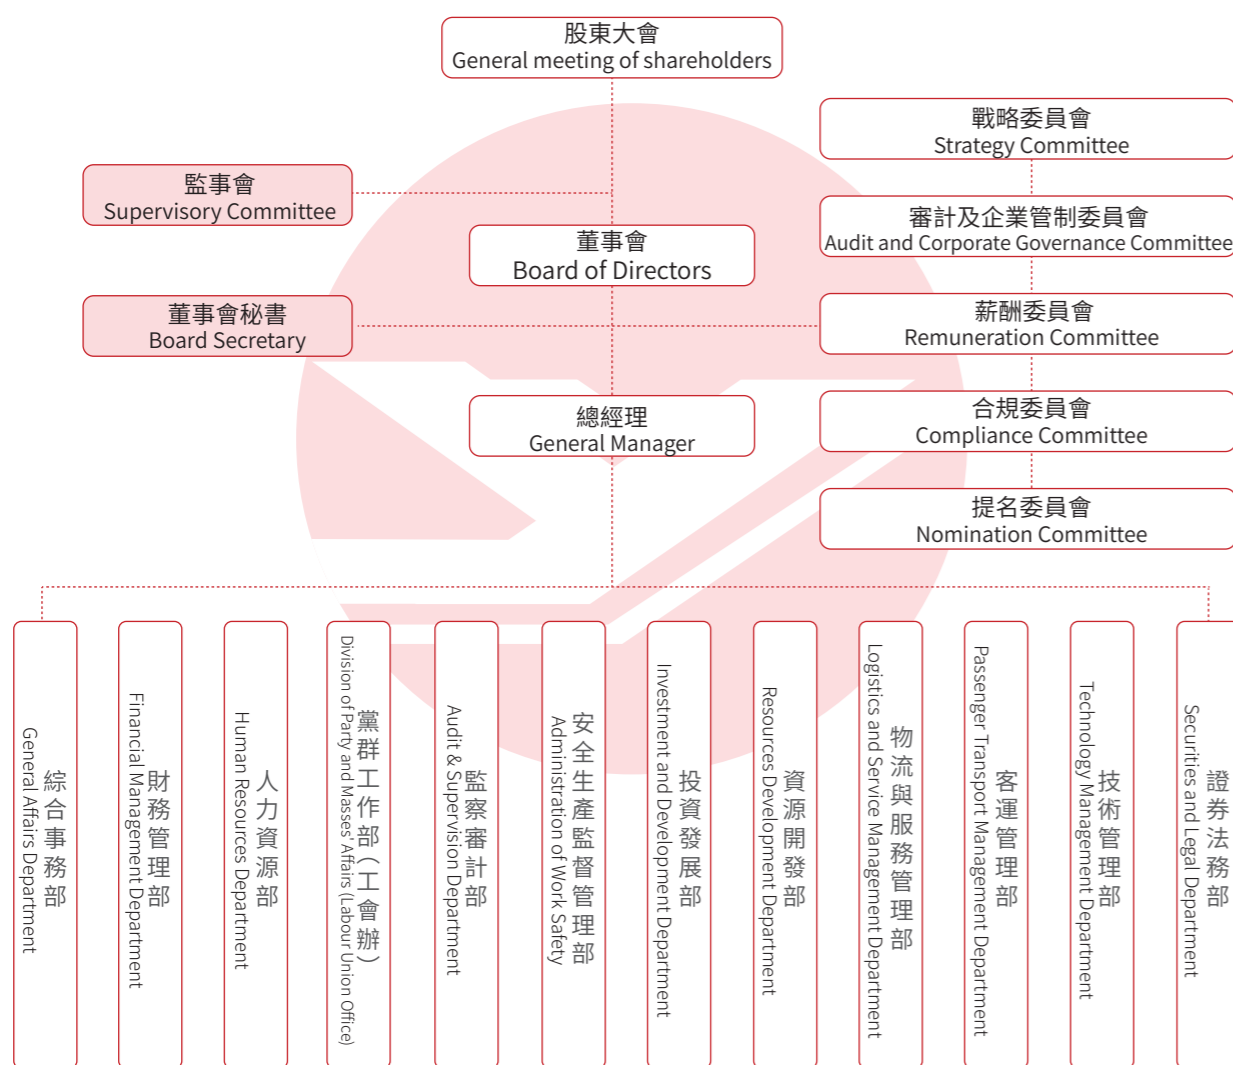 股東大會
General meeting of shareholders
戰略委員會
Strategy Committee
監事會
Supervisory Committee
審計及企業管制委員會
Audit and Corporate Governance Committee
董事會
Board of Directors
董事會秘書
Board Secretary
薪酬委員會
Remuneration Committee
總經理
General Manager
合規委員會
Compliance Committee
提名委員會
Nomination Committee
綜合事務部
General Affairs Department
財務管理部
Financial Management Department
人力資源部
Human Resources Department
黨群工作部(工會辦)
Division of Party and Masses' Affairs (Labour Union Office)
監察審計部
Audit & Supervision Department
安全生產監督管理部
Administration of Work Safety
投資發展部
Investment and Development Department
資源開發部
Resources Development Department
物流與服務管理部
Logistics and Service Management Department
客運管理部
Passenger Transport Management Department
技術管理部
Technology Management Department
證券法務部
Securities and Legal Department